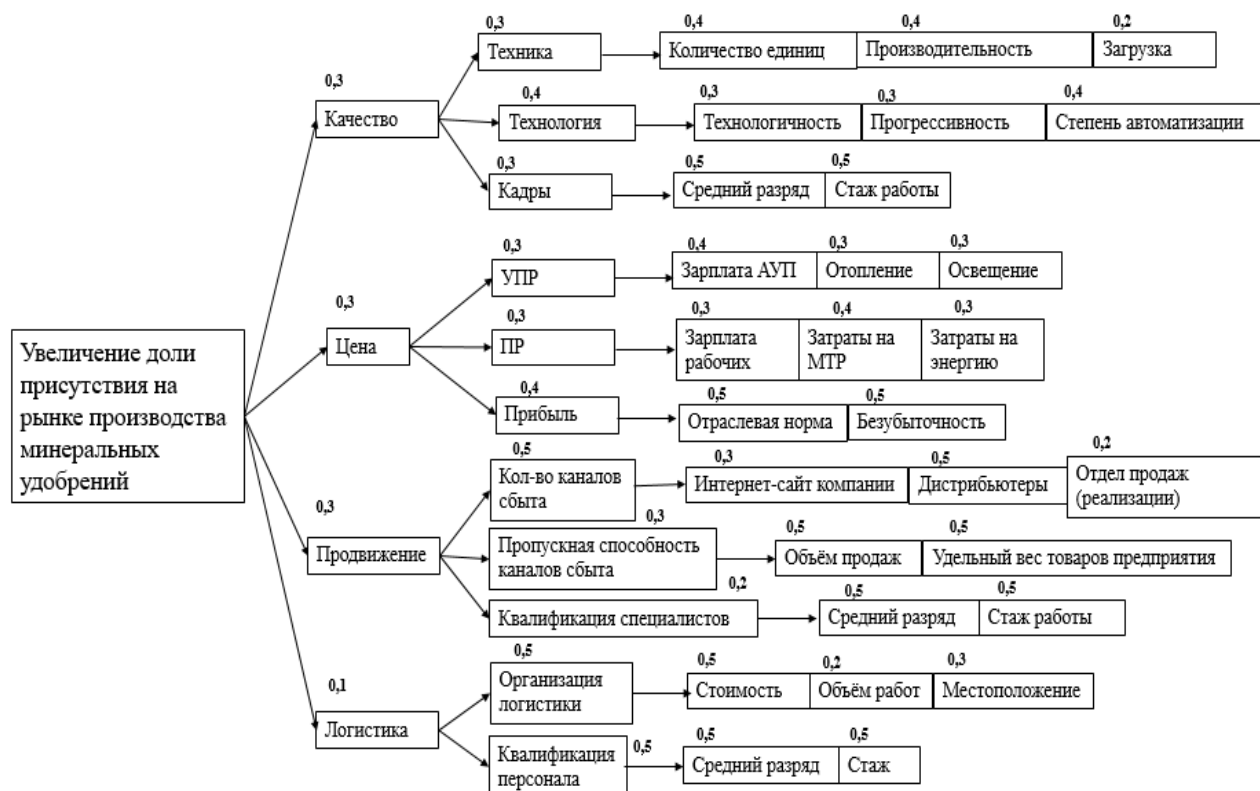 0,3
0,4
0,4
0,2
Техника
Количество единиц
Производительность
Загрузка
0,3
0,4
0,3
0,3
0,4
Качество
Технология
Технологичность
Прогрессивность
Степень автоматизации
0,3
0,5
0,5
Кадры
Средний разряд
Стаж работы
0,3
0,4
0,3
0,3
УПР
Зарплата АУП
Отопление
Освещение
0,3
0,3
0,3
0,4
0,3
Увеличение доли
присутствия на
рынке производства
минеральных
удобрений
Цена
ПР
Зарплата
рабочих
Затраты на
МТР
Затраты на
энергию
0,4
0,5
0,5
Прибыль
Отраслевая норма
Безубыточность
0,5
0,3
0,5
0,2
Кол-во каналов
сбыта
Интернет-сайт компании
Дистрибьютеры
Отдел продаж
(реализации)
0,3
0,3
0,5
0,5
Продвижение
Пропускная способность
каналов сбыта
Объём продаж
Удельный вес товаров предприятия
0,2
0,5
0,5
Квалификация специалистов
Средний разряд
Стаж работы
0,5
0,5
0,2
0,3
Организация
логистики
Стоимость
Объём работ
Местоположение
0,1
Логистика
0,5
0,5
0,5
Квалификация
персонала
Средний разряд
Стаж